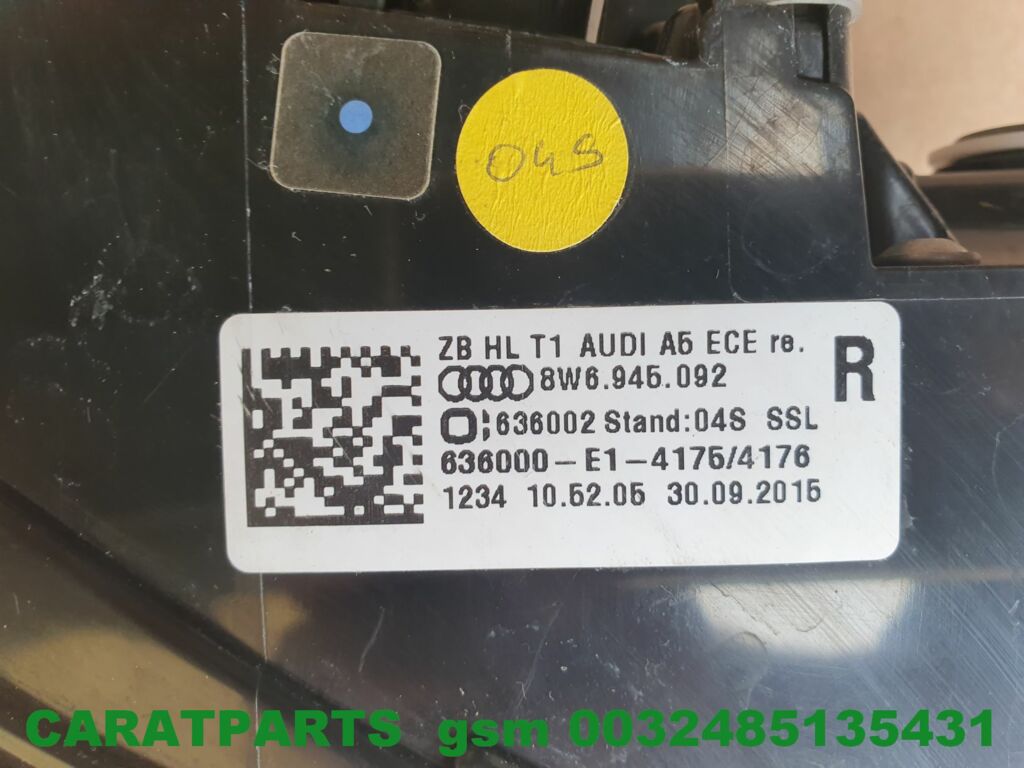 04S
ZB HL T1 AUDI A5 ECE re.
8W6.945.092
R
636002 Stand:04S SSL
636000-E1-4175/4176
1234 10.52.05 30.09.2015
CARATPARTS gsm 0032485135431